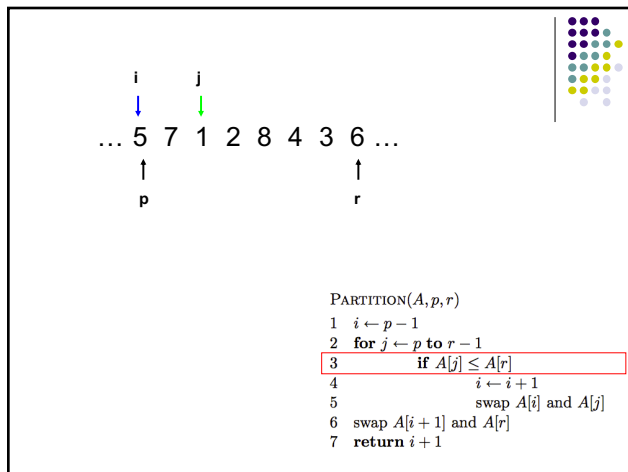 i j
… 5 7 1 2 8 4 3 6 …
p r
PARTITION(A, p, r)
1 i ← p − 1
2 for j ← p to r − 1
3 if A[j] ≤ A[r]
4 i ← i + 1
5 swap A[i] and A[j]
6 swap A[i + 1] and A[r]
7 return i + 1